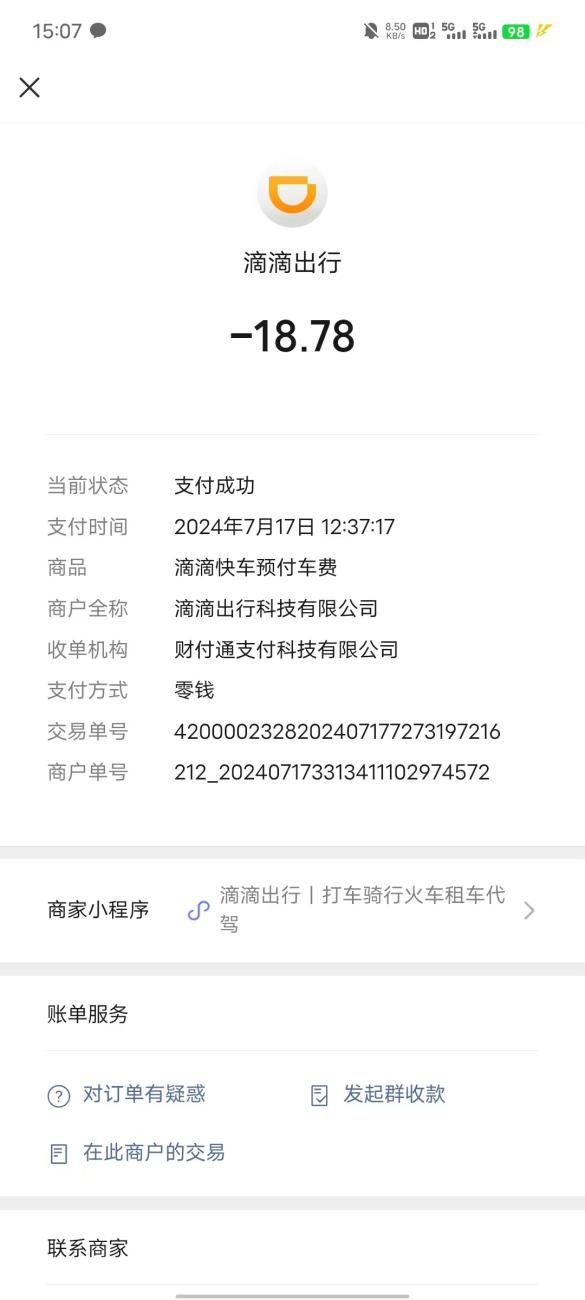 15:07
8.50 KB/s HD 1 2 5G 5G 98
滴滴出行
-18.78
当前状态 支付成功
支付时间 2024年7月17日 12:37:17
商品 滴滴快车预付车费
商户全称 滴滴出行科技有限公司
收单机构 财付通支付科技有限公司
支付方式 零钱
交易单号 4200002328202407177273197216
商户单号 212_202407173313411102974572
商家小程序 滴滴出行丨打车骑行火车租车代
驾
账单服务
对订单有疑惑 发起群收款
在此商户的交易
联系商家